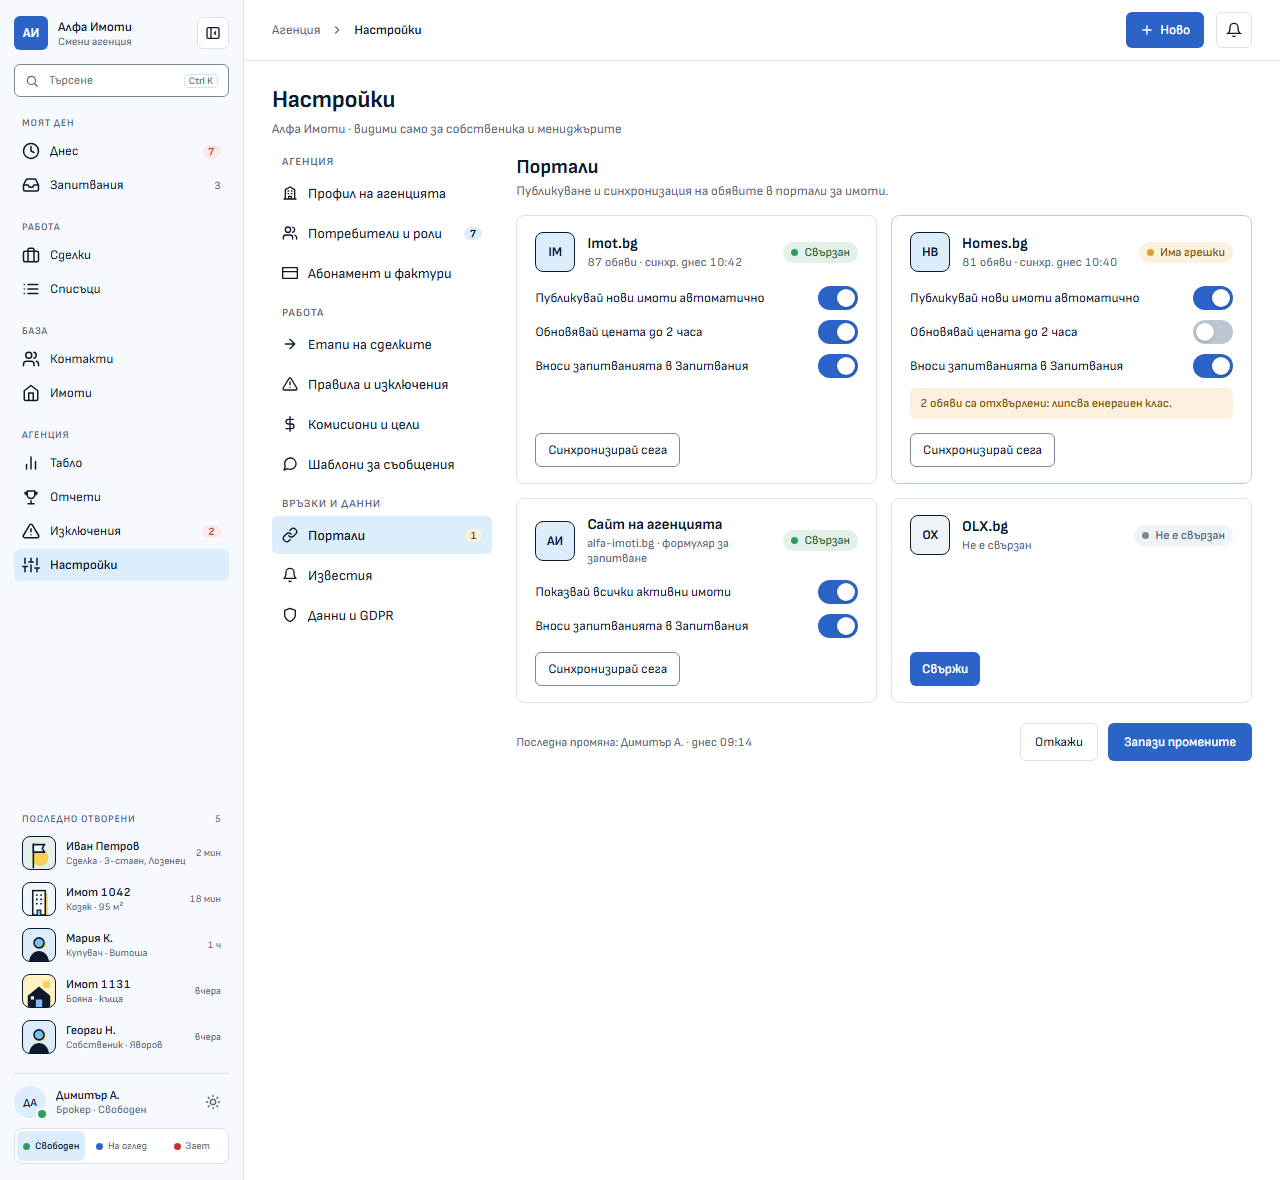 АИ
Алфа Имоти
Смени агенция
Търсене
Ctrl K
МОЯТ ДЕН
Днес
7
Запитвания
3
РАБОТА
Сделки
Списъци
БАЗА
Контакти
Имоти
АГЕНЦИЯ
Табло
Отчети
Изключения
2
Настройки
ПОСЛЕДНО ОТВОРЕНИ
5
Иван Петров
Сделка · 3-стаен, Лозенец
2 мин
Имот 1042
Козяк · 95 м²
18 мин
Мария К.
Купувач · Витоша
1 ч
Имот 1131
Бояна · къща
вчера
Георги Н.
Собственик · Яворов
вчера
ДА
Димитър А.
Брокер · Свободен
Свободен
На оглед
Зает
Агенция
Настройки
Ново
Настройки
Алфа Имоти · видими само за собственика и мениджърите
АГЕНЦИЯ
Профил на агенцията
Потребители и роли
7
Абонамент и фактури
РАБОТА
Етапи на сделките
Правила и изключения
Комисиони и цели
Шаблони за съобщения
ВРЪЗКИ И ДАННИ
Портали
1
Известия
Данни и GDPR
Портали
Публикуване и синхронизация на обявите в портали за имоти.
IM
Imot.bg
87 обяви · синхр. днес 10:42
Свързан
Публикувай нови имоти автоматично
Обновявай цената до 2 часа
Вноси запитванията в Запитвания
Синхронизирай сега
HB
Homes.bg
81 обяви · синхр. днес 10:40
Има грешки
Публикувай нови имоти автоматично
Обновявай цената до 2 часа
Вноси запитванията в Запитвания
2 обяви са отхвърлени: липсва енергиен клас.
Синхронизирай сега
АИ
Сайт на агенцията
alfa-imoti.bg · формуляр за
запитване
Свързан
Показвай всички активни имоти
Вноси запитванията в Запитвания
Синхронизирай сега
OX
OLX.bg
Не е свързан
Не е свързан
Свържи
Последна промяна: Димитър А. · днес 09:14
Откажи
Запази промените